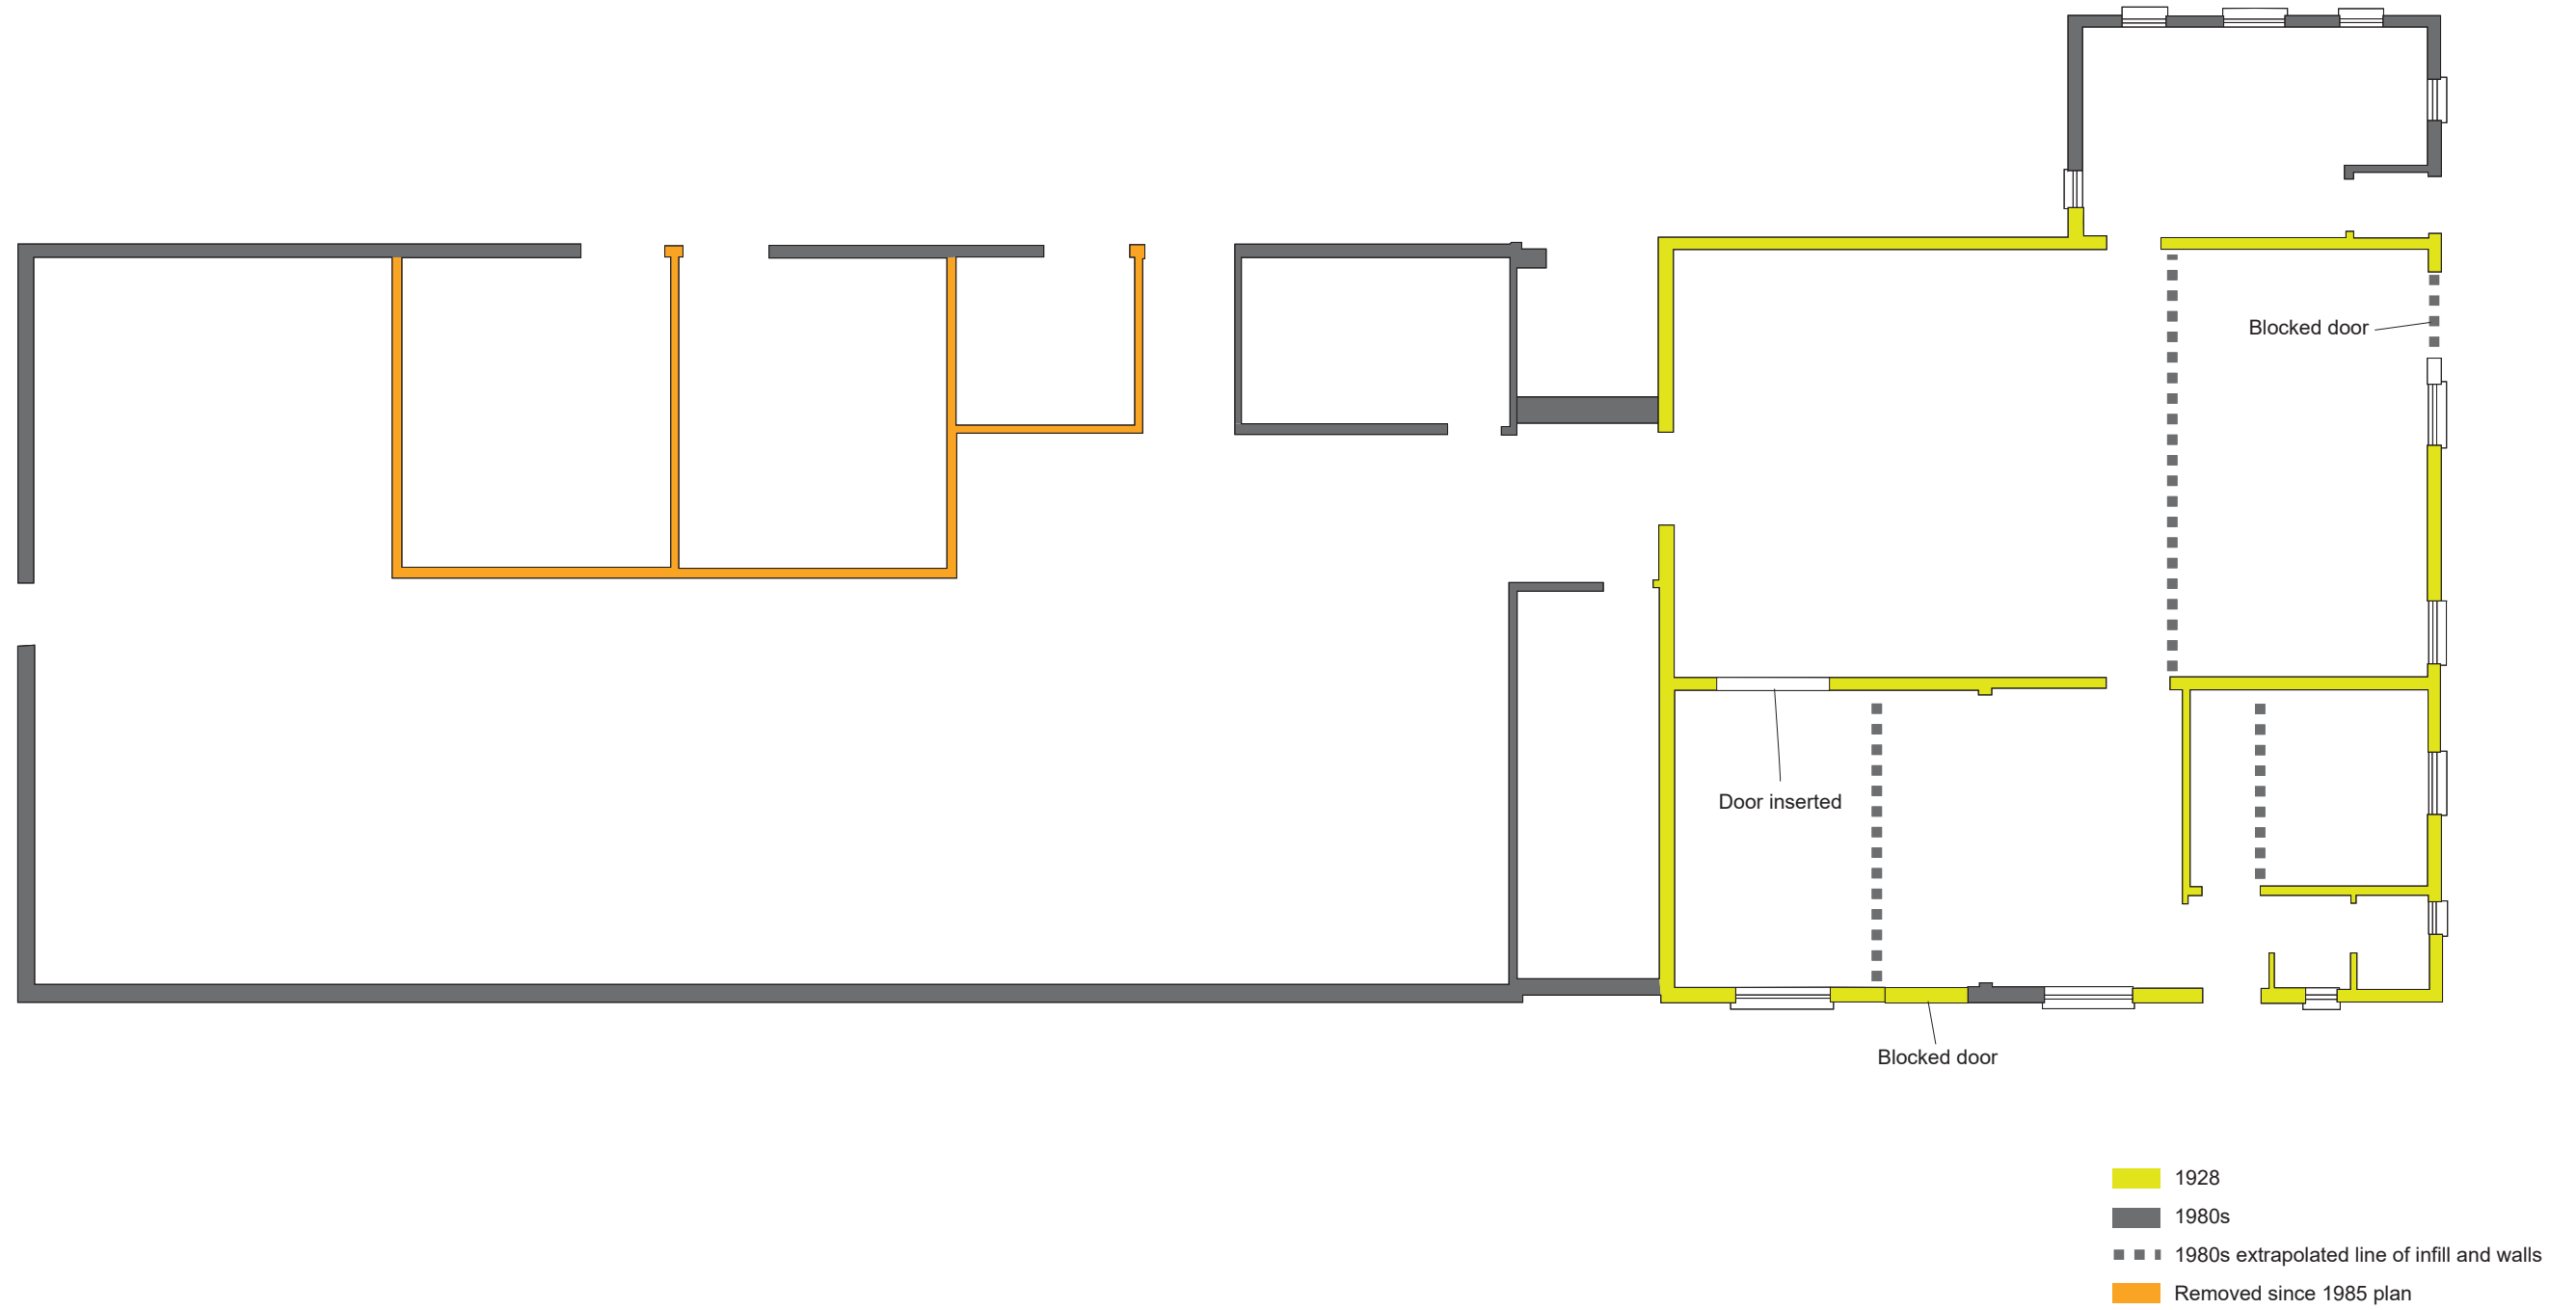 Blocked door
Door inserted
Blocked door
1928
1980s
1980s extrapolated line of infill and walls
Removed since 1985 plan